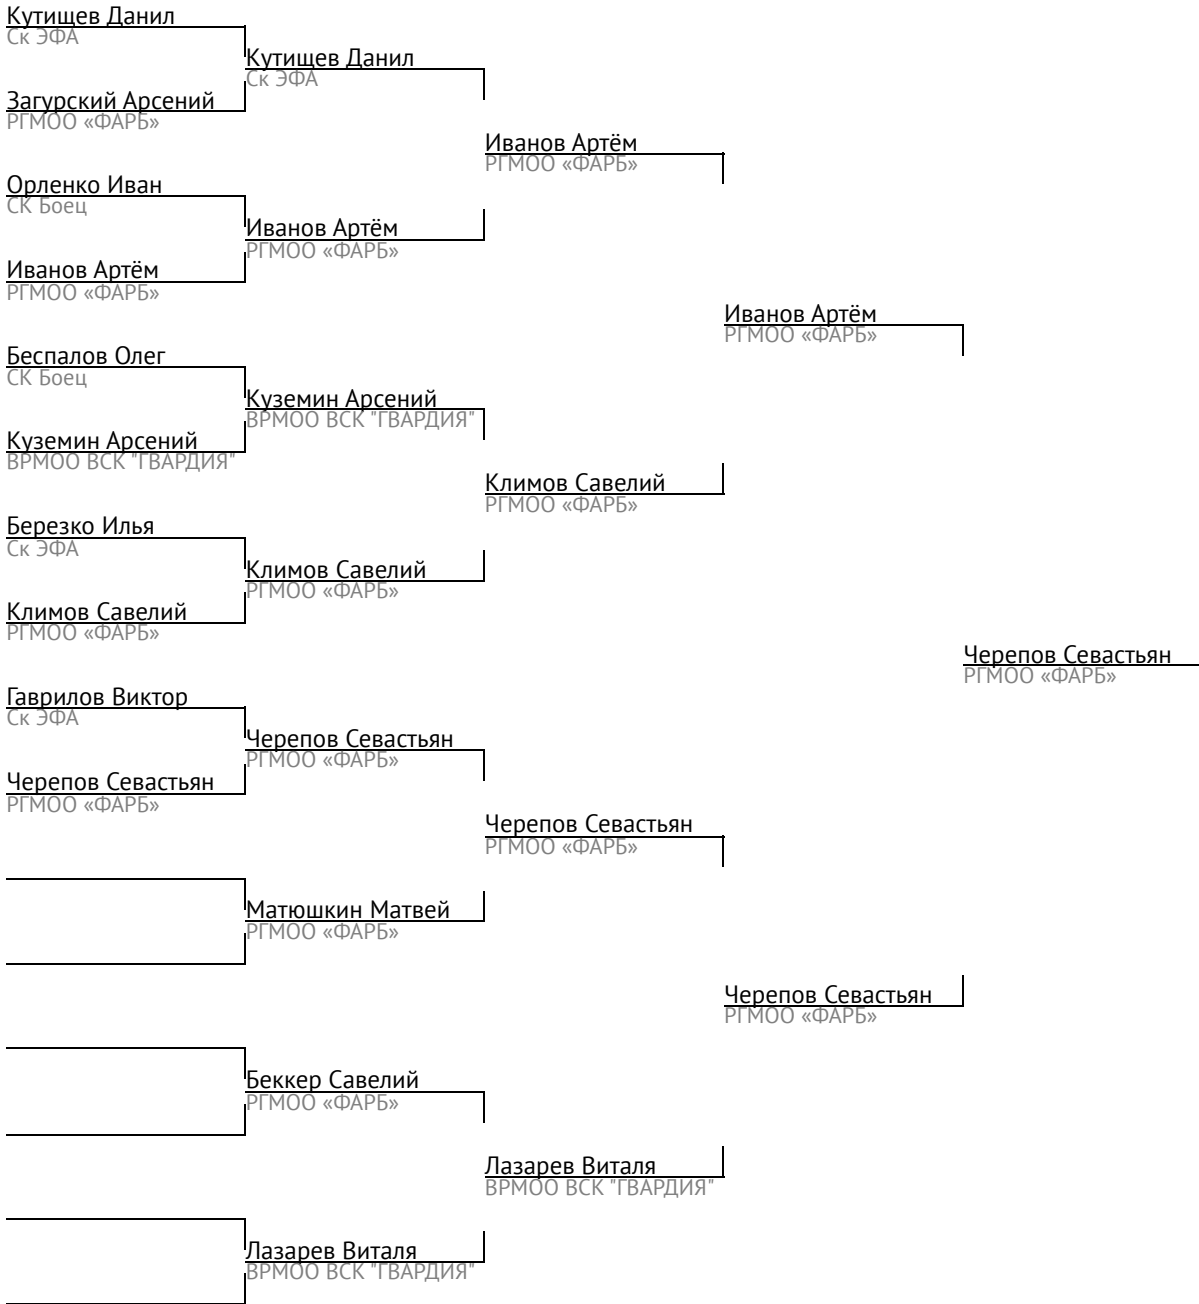 Кутищев Данил
Ск ЭФА
Кутищев Данил
Ск ЭФА
Загурский Арсений
РГМОО «ФАРБ»
Иванов Артём
РГМОО «ФАРБ»
Орленко Иван
СК Боец
Иванов Артём
РГМОО «ФАРБ»
Иванов Артём
РГМОО «ФАРБ»
Иванов Артём
РГМОО «ФАРБ»
Беспалов Олег
СК Боец
Куземин Арсений
ВРМОО ВСК "ГВАРДИЯ"
Куземин Арсений
ВРМОО ВСК "ГВАРДИЯ"
Климов Савелий
РГМОО «ФАРБ»
Березко Илья
Ск ЭФА
Климов Савелий
РГМОО «ФАРБ»
Климов Савелий
РГМОО «ФАРБ»
Черепов Севастьян
РГМОО «ФАРБ»
Гаврилов Виктор
Ск ЭФА
Черепов Севастьян
РГМОО «ФАРБ»
Черепов Севастьян
РГМОО «ФАРБ»
Черепов Севастьян
РГМОО «ФАРБ»
Матюшкин Матвей
РГМОО «ФАРБ»
Черепов Севастьян
РГМОО «ФАРБ»
Беккер Савелий
РГМОО «ФАРБ»
Лазарев Виталя
ВРМОО ВСК "ГВАРДИЯ"
Лазарев Виталя
ВРМОО ВСК "ГВАРДИЯ"